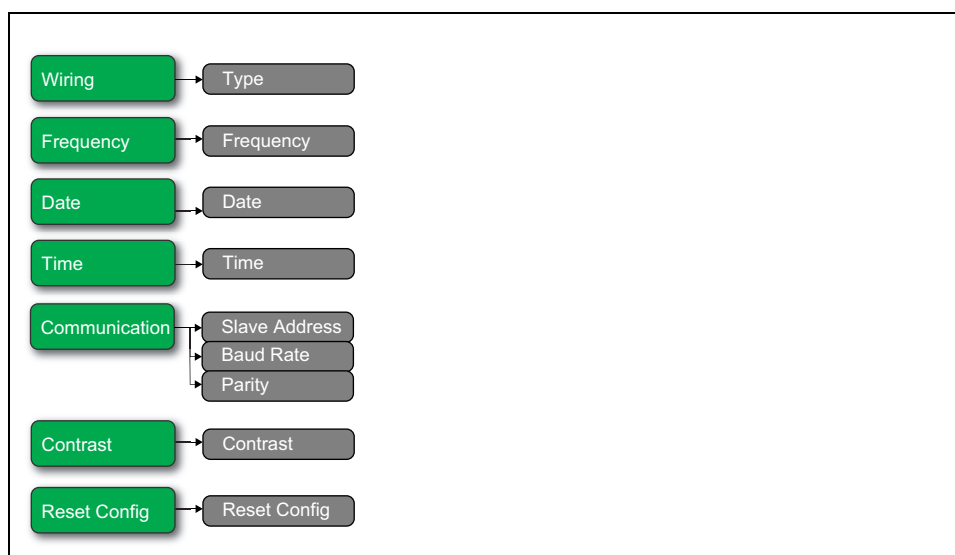 Wiring
Type
Frequency
Frequency
Date
Date
Time
Time
Communication
Slave Address
Baud Rate
Parity
Contrast
Contrast
Reset Config
Reset Config